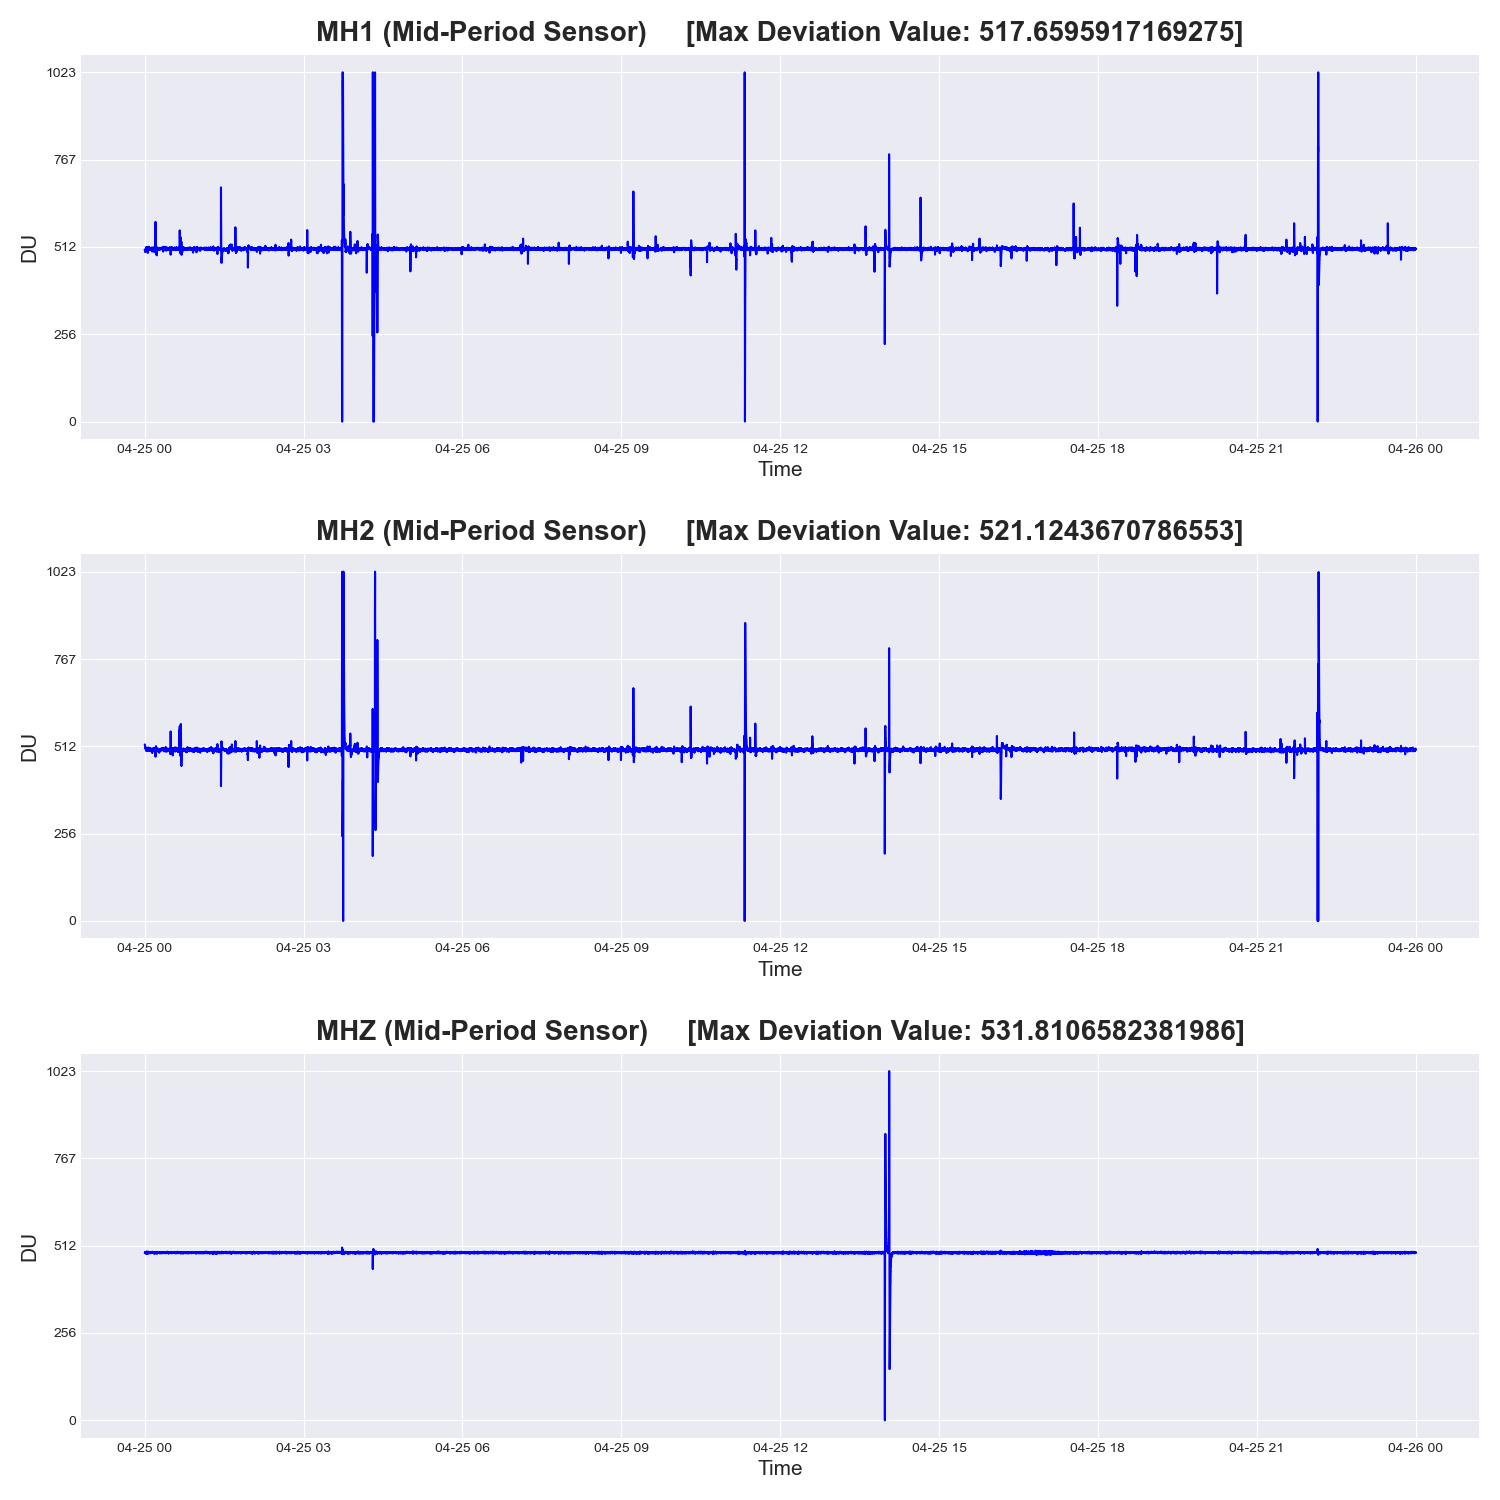 MH1 (Mid-Period Sensor) [Max Deviation Value: 517.6595917169275]
1023
767
512
256
0
DU
04-25 00 04-25 03 04-25 06 04-25 09 04-25 12 04-25 15 04-25 18 04-25 21 04-26 00
Time
MH2 (Mid-Period Sensor) [Max Deviation Value: 521.1243670786553]
1023
767
512
256
0
DU
04-25 00 04-25 03 04-25 06 04-25 09 04-25 12 04-25 15 04-25 18 04-25 21 04-26 00
Time
MHZ (Mid-Period Sensor) [Max Deviation Value: 531.8106582381986]
1023
767
512
256
0
DU
04-25 00 04-25 03 04-25 06 04-25 09 04-25 12 04-25 15 04-25 18 04-25 21 04-26 00
Time